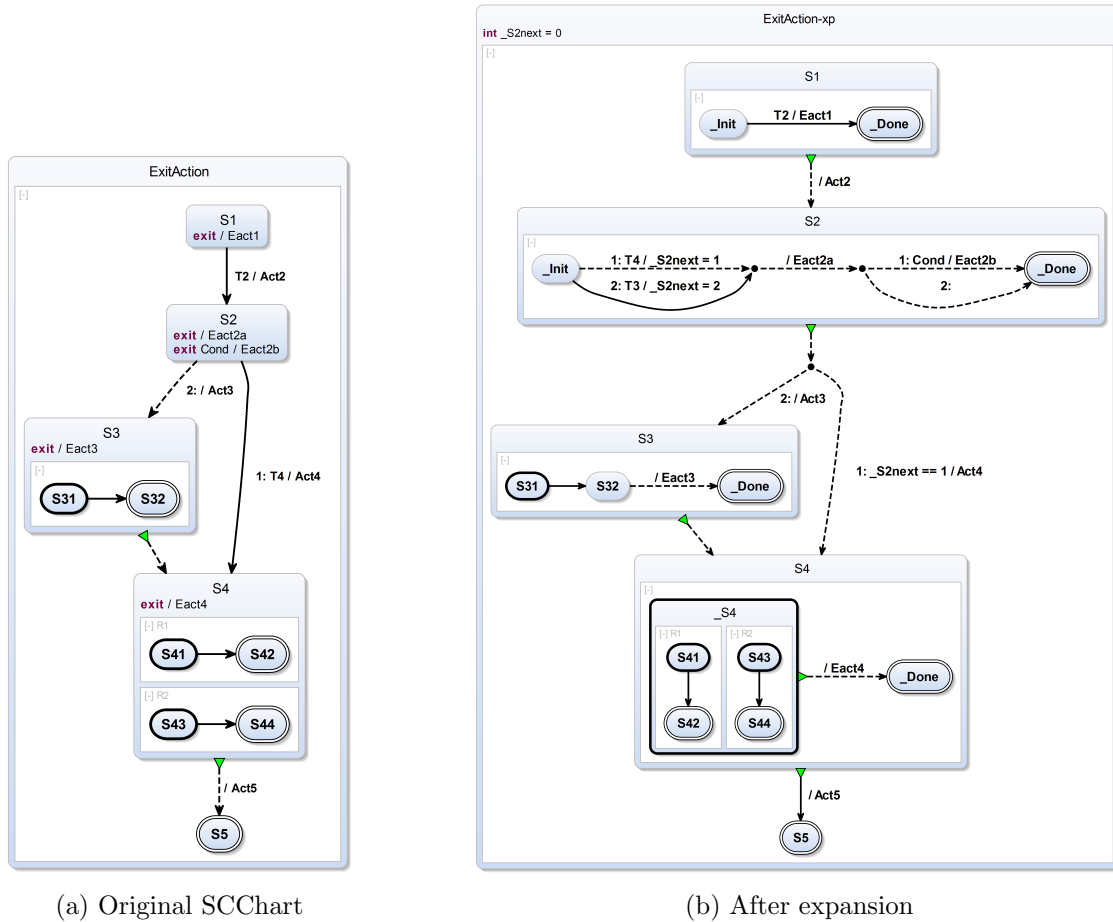 ExitAction
[-]
S1
exit / Eact1
T2 / Act2
S2
exit / Eact2a
exit Cond / Eact2b
2: / Act3
1: T4 / Act4
S3
exit / Eact3
[-]
S31
S32
S4
exit / Eact4
[-] R1
S41
S42
[-] R2
S43
S44
/ Act5
S5
(a) Original SCChart
ExitAction-xp
int _S2next = 0
[-]
S1
[-]
_Init
T2 / Eact1
_Done
/ Act2
S2
[-]
_Init
1: T4 / _S2next = 1
2: T3 / _S2next = 2
/ Eact2a
1: Cond / Eact2b
2:
_Done
2: / Act3
1: _S2next == 1 / Act4
S3
[-]
S31
S32
/ Eact3
_Done
S4
[-]
_S4
[-] R1
S41
S42
[-] R2
S43
S44
/ Eact4
_Done
/ Act5
S5
(b) After expansion